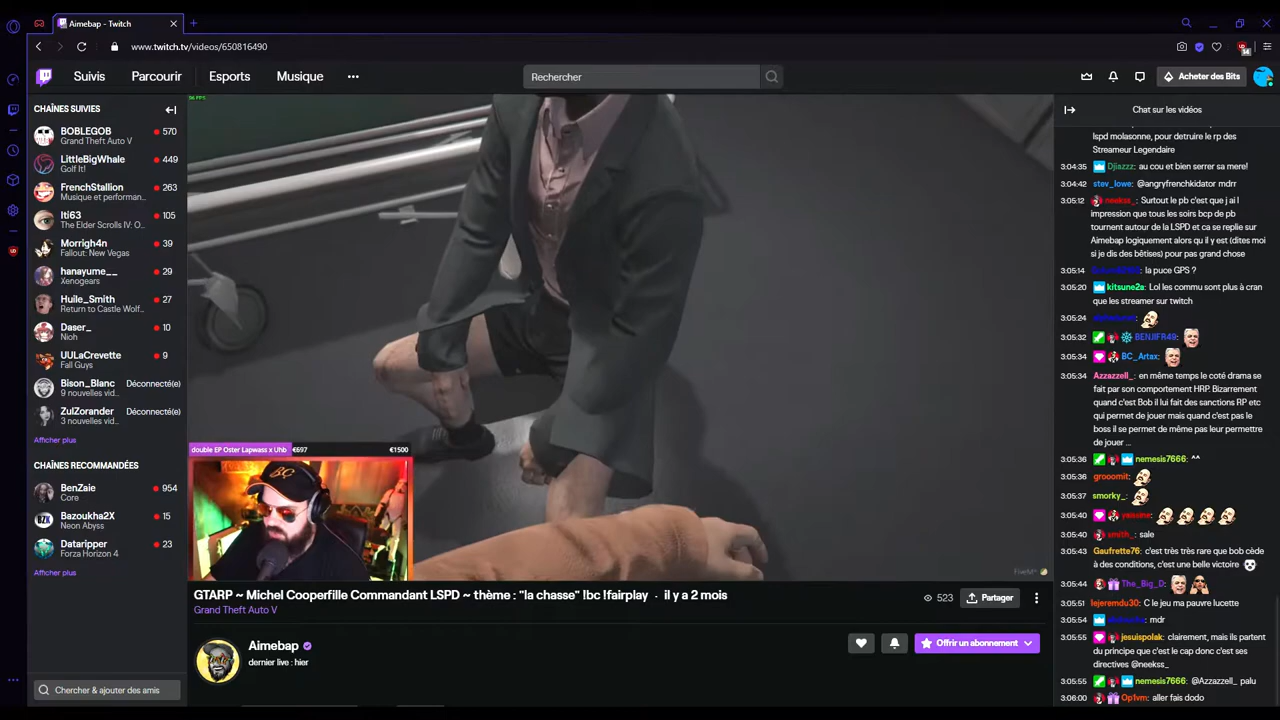 Aimebap - Twitch
www.twitch.tv/videos/650816490
Suivis
Parcourir
Esports
Musique
Rechercher
Acheter des Bits
CHAÎNES SUIVIES
BOBLEGOB
570
Grand Theft Auto V
LittleBigWhale
449
Golf It!
FrenchStallion
263
Musique et performan...
Iti63
105
The Elder Scrolls IV: O...
Morrigh4n
39
Fallout: New Vegas
hanayume__
29
Xenogears
Huile_Smith
27
Return to Castle Wolf...
Daser_
10
Nioh
UULaCrevette
9
Fall Guys
Bison_Blanc
Déconnecté(e)
9 nouvelles vid...
ZulZorander
Déconnecté(e)
3 nouvelles vid...
Afficher plus
CHAÎNES RECOMMANDÉES
BenZaie
954
Core
Bazoukha2X
15
Neon Abyss
Dataripper
23
Forza Horizon 4
Afficher plus
Chercher & ajouter des amis
double EP Oster Lapwass x Uhb
€697
€1500
BC
FiveM
GTARP ~ Michel Cooperfille Commandant LSPD ~ thème : "la chasse" !bc !fairplay · il y a 2 mois
Grand Theft Auto V
523
Partager
Aimebap
dernier live : hier
Offrir un abonnement
Chat sur les vidéos
lspd molasonne, pour detruire le rp des
Streameur Legendaire
3:04:35 Djiazzz: au cou et bien serrer sa mere!
3:04:42 stev_lowe: @angryfrenchkidator mdrr
3:05:12 neekss_: Surtout le pb c'est que j ai l
impression que tous les soirs bcp de pb
tournent autour de la LSPD et ca se replie sur
Aimebap logiquement alors qu il y est (dites moi
si je dis des bêtises) pour pas grand chose
3:05:14 : la puce GPS ?
3:05:20 kitsune2a: Lol les commu sont plus à cran
que les streamer sur twitch
3:05:24
3:05:32 BENJIFR49:
3:05:34 BC_Artax:
3:05:34 Azzazzell_: en même temps le coté drama se
fait par son comportement HRP. Bizarrement
quand c'est Bob il lui fait des sanctions RP etc
qui permet de jouer mais quand c'est pas le
boss il se permet de même pas leur permettre
de jouer ...
3:05:36 nemesis7666: ^^
3:05:36 grooomit:
3:05:37 smorky_:
3:05:40
3:05:40 smith_: sale
3:05:43 Gaufrette76: c'est très très rare que bob cède
à des conditions, c'est une belle victoire
3:05:44 The_Big_D:
3:05:51 lejeremdu30: C le jeu ma pauvre lucette
3:05:54 : mdr
3:05:55 jesuispolak: clairement, mais ils partent
du principe que c'est le cap donc c'est ses
directives @neekss_
3:05:55 nemesis7666: @Azzazzell_ palu
3:06:00 Op1vm: aller fais dodo